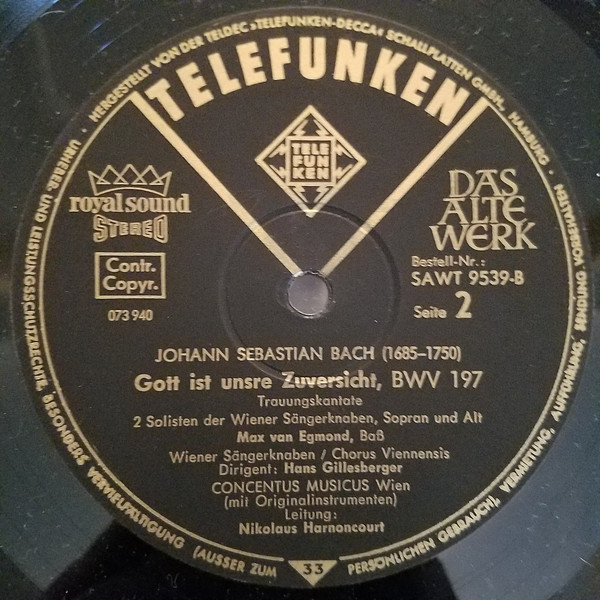 · HERGESTELLT VON DER TELDEC »TELEFUNKEN-DECCA« SCHALLPLATTEN GMBH, HAMBURG ·
URHEBER- UND LEISTUNGSSCHUTZRECHTE, BESONDERS VERVIELFÄLTIGUNG (AUSSER ZUM PERSÖNLICHEN GEBRAUCH), VERMIETUNG, AUFFÜHRUNG, SENDUNG VORBEHALTEN
TELEFUNKEN
TELE
FUN
KEN
royal sound
STEREO
DAS
ALTE
WERK
Contr.
Copyr.
073 940
Bestell-Nr.:
SAWT 9539-B
Seite 2
JOHANN SEBASTIAN BACH (1685–1750)
Gott ist unsre Zuversicht, BWV 197
Trauungskantate
2 Solisten der Wiener Sängerknaben, Sopran und Alt
Max van Egmond, Baß
Wiener Sängerknaben / Chorus Viennensis
Dirigent: Hans Gillesberger
CONCENTUS MUSICUS Wien
(mit Originalinstrumenten)
Leitung:
Nikolaus Harnoncourt
33